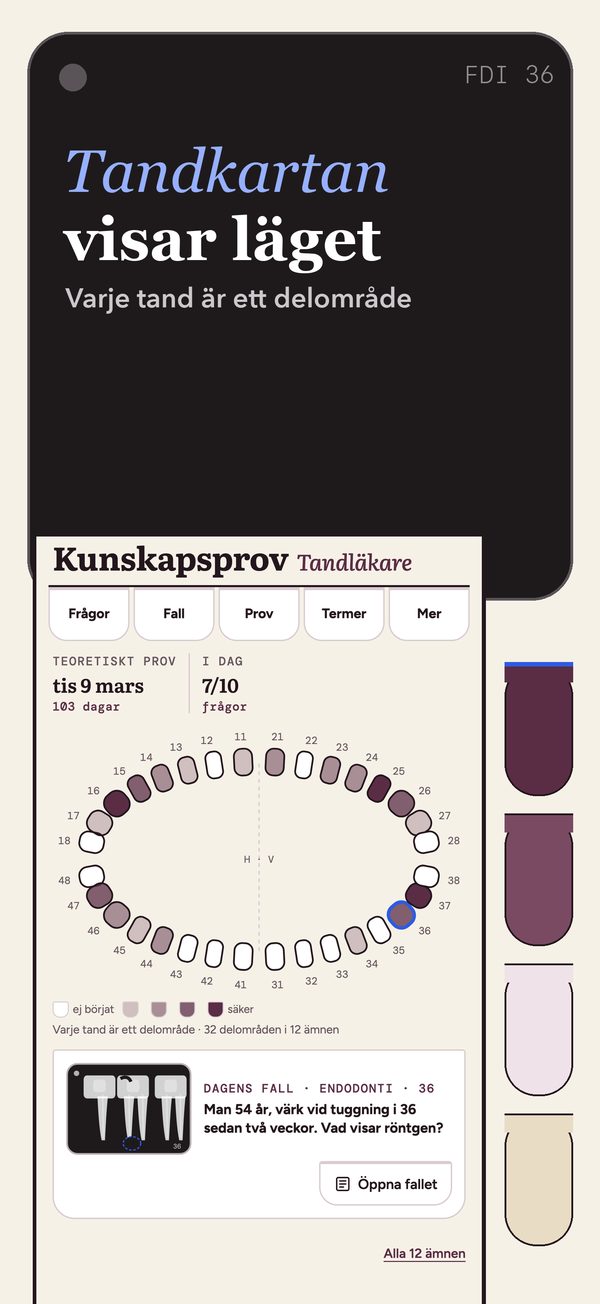 FDI 36
Tandkartan
visar läget
Varje tand är ett delområde
Kunskapsprov Tandläkare
Frågor Fall Prov Termer Mer
TEORETISKT PROV I DAG
tis 9 mars 7/10
103 dagar frågor
11 21
12 22
13 23
14 24
15 25
16 26
17 27
18 28
H · V
48 38
47 37
46 36
45 35
44 34
43 33
42 32
41 31
ej börjat säker
Varje tand är ett delområde · 32 delområden i 12 ämnen
DAGENS FALL · ENDODONTI · 36
Man 54 år, värk vid tuggning i 36
sedan två veckor. Vad visar röntgen?
36
Öppna fallet
Alla 12 ämnen